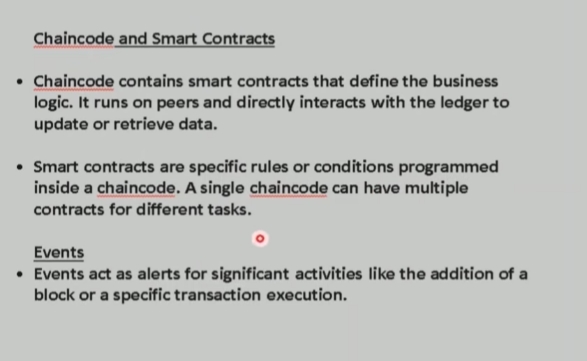 Chaincode and Smart Contracts
• Chaincode contains smart contracts that define the business
logic. It runs on peers and directly interacts with the ledger to
update or retrieve data.
• Smart contracts are specific rules or conditions programmed
inside a chaincode. A single chaincode can have multiple
contracts for different tasks.
Events
• Events act as alerts for significant activities like the addition of a
block or a specific transaction execution.